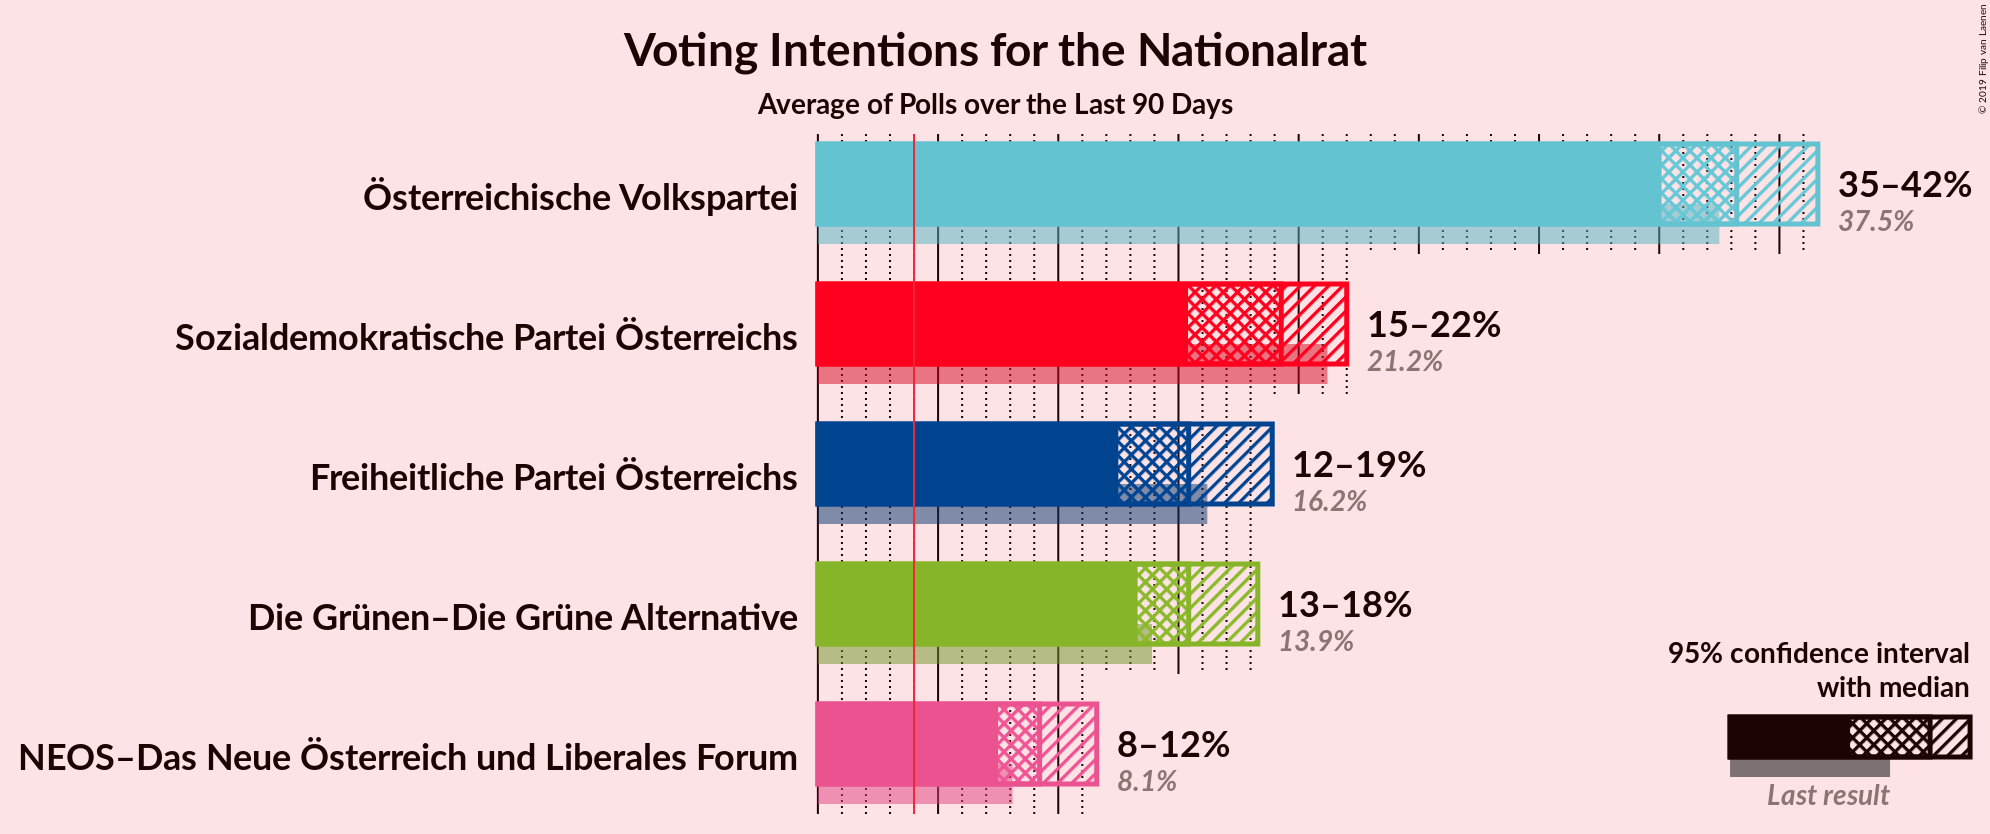 Voting Intentions for the Nationalrat
Average of Polls over the Last 90 Days
© 2019 Filip van Laenen
Österreichische Volkspartei
35–42%
37.5%
Sozialdemokratische Partei Österreichs
15–22%
21.2%
Freiheitliche Partei Österreichs
12–19%
16.2%
Die Grünen–Die Grüne Alternative
13–18%
13.9%
NEOS–Das Neue Österreich und Liberales Forum
8–12%
8.1%
95% confidence interval
with median
Last result